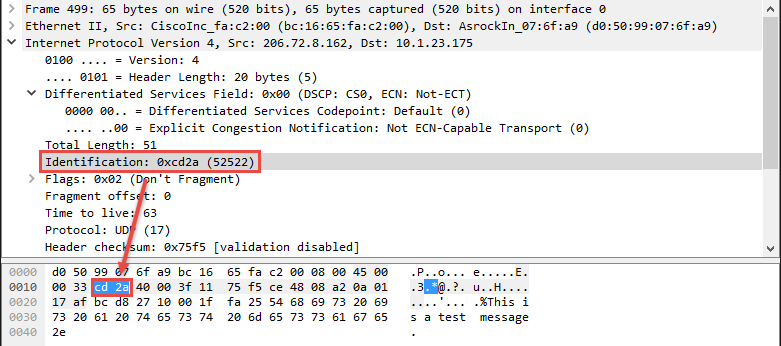 Frame 499: 65 bytes on wire (520 bits), 65 bytes captured (520 bits) on interface 0
Ethernet II, Src: CiscoInc_fa:c2:00 (bc:16:65:fa:c2:00), Dst: AsrockIn_07:6f:a9 (d0:50:99:07:6f:a9)
Internet Protocol Version 4, Src: 206.72.8.162, Dst: 10.1.23.175
0100 .... = Version: 4
.... 0101 = Header Length: 20 bytes (5)
Differentiated Services Field: 0x00 (DSCP: CS0, ECN: Not-ECT)
0000 00.. = Differentiated Services Codepoint: Default (0)
.... ..00 = Explicit Congestion Notification: Not ECN-Capable Transport (0)
Total Length: 51
Identification: 0xcd2a (52522)
Flags: 0x02 (Don't Fragment)
Fragment offset: 0
Time to live: 63
Protocol: UDP (17)
Header checksum: 0x75f5 [validation disabled]
0000 d0 50 99 07 6f a9 bc 16 65 fa c2 00 08 00 45 00 .P..o... e.....E.
0010 00 33 cd 2a 40 00 3f 11 75 f5 ce 48 08 a2 0a 01 .3.*@.?. u..H....
0020 17 af bc d8 27 10 00 1f fa 25 54 68 69 73 20 69 ....'... .%This i
0030 73 20 61 20 74 65 73 74 20 6d 65 73 73 61 67 65 s a test message
0040 2e .